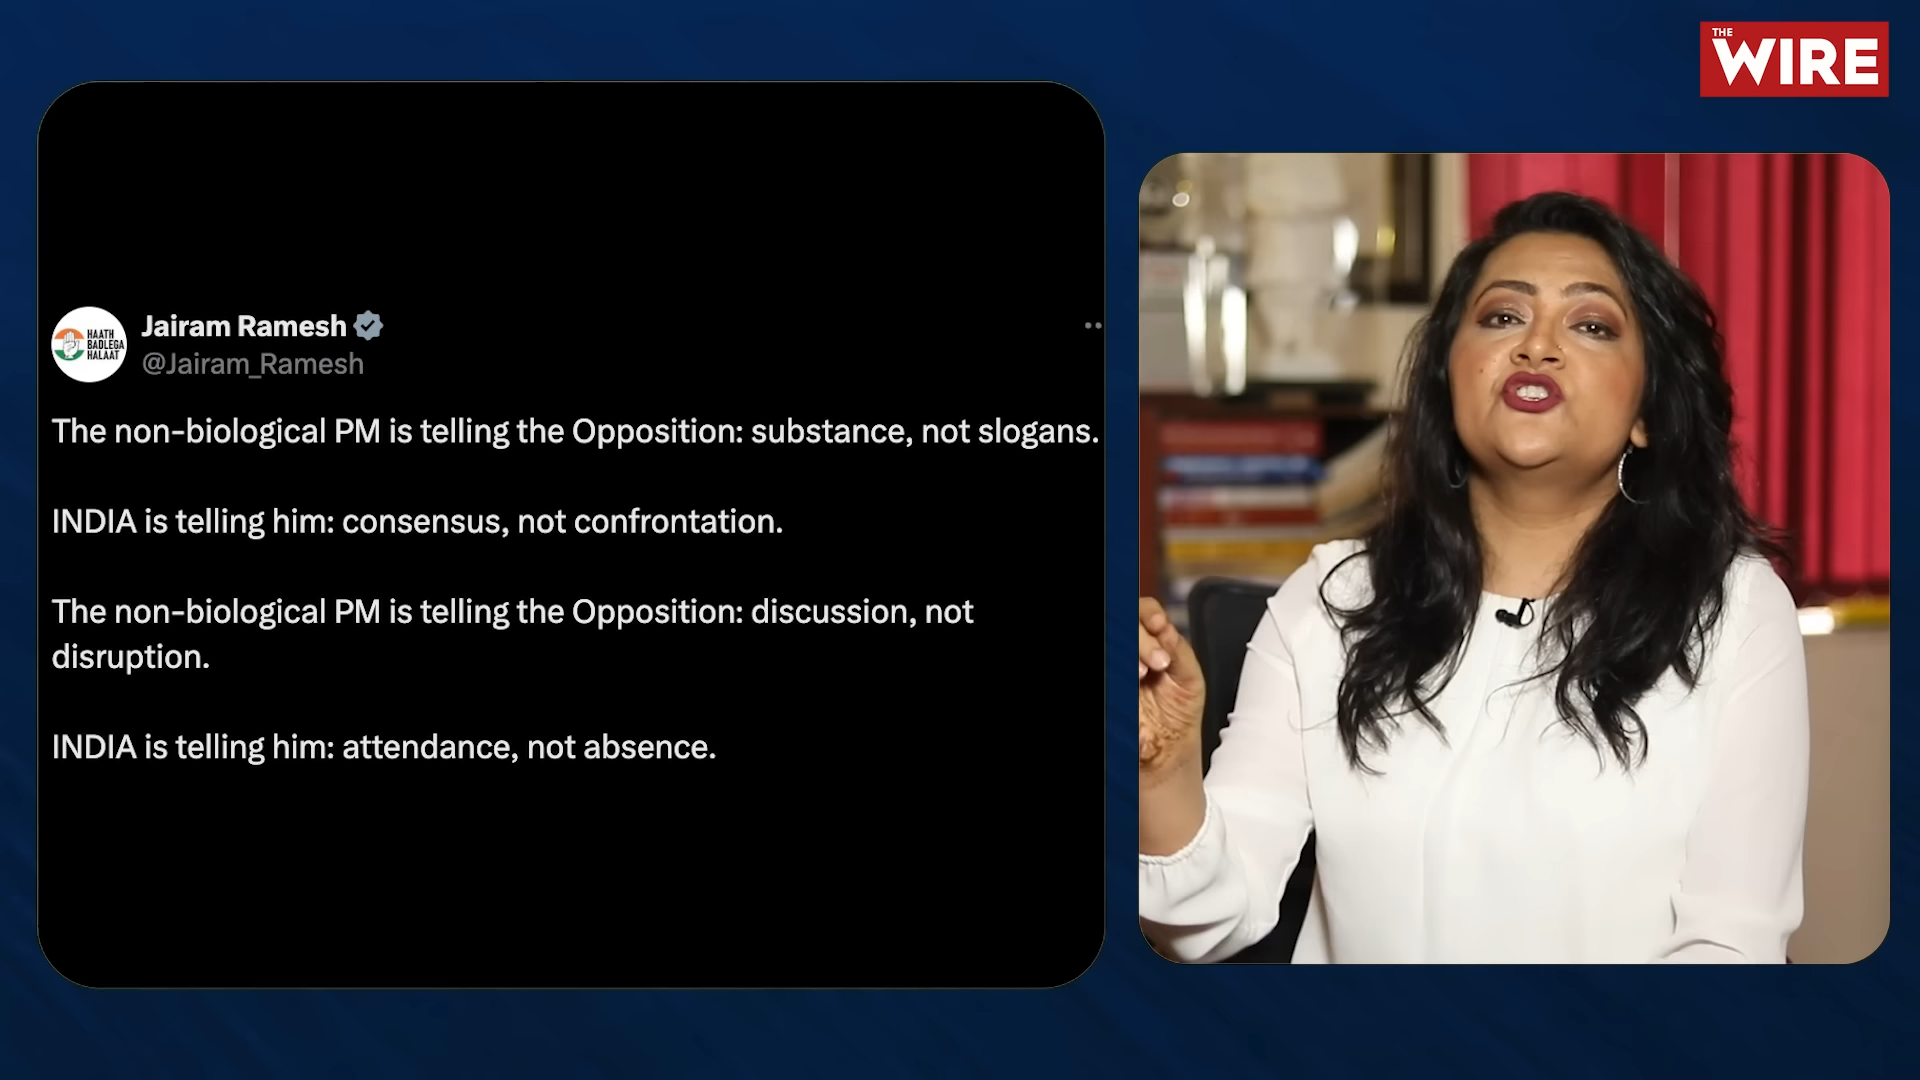 THE
WIRE
HAATH
BADLEGA
HALAAT
Jairam Ramesh
@Jairam_Ramesh
The non-biological PM is telling the Opposition: substance, not slogans.
INDIA is telling him: consensus, not confrontation.
The non-biological PM is telling the Opposition: discussion, not
disruption.
INDIA is telling him: attendance, not absence.